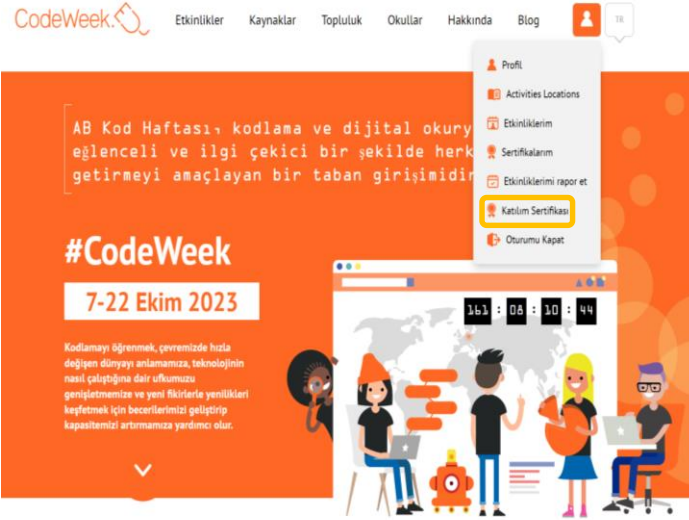 CodeWeek.
Etkinlikler Kaynaklar Topluluk Okullar Hakkında Blog TR
Profil
Activities Locations
Etkinliklerim
Sertifikalarım
Etkinliklerimi rapor et
Katılım Sertifikası
Oturumu Kapat
AB Kod Haftası, kodlama ve dijital okury
eğlenceli ve ilgi çekici bir şekilde herk
getirmeyi amaçlayan bir taban girişimidir
#CodeWeek
7-22 Ekim 2023
161 : 08 : 10 : 44
Kodlamayı öğrenmek, çevremizde hızla
değişen dünyayı anlamamıza, teknolojinin
nasıl çalıştığına dair ufkumuzu
genişletmemize ve yeni fikirlerle yenilikleri
keşfetmek için becerilerimizi geliştirip
kapasitemizi artırmamıza yardımcı olur.